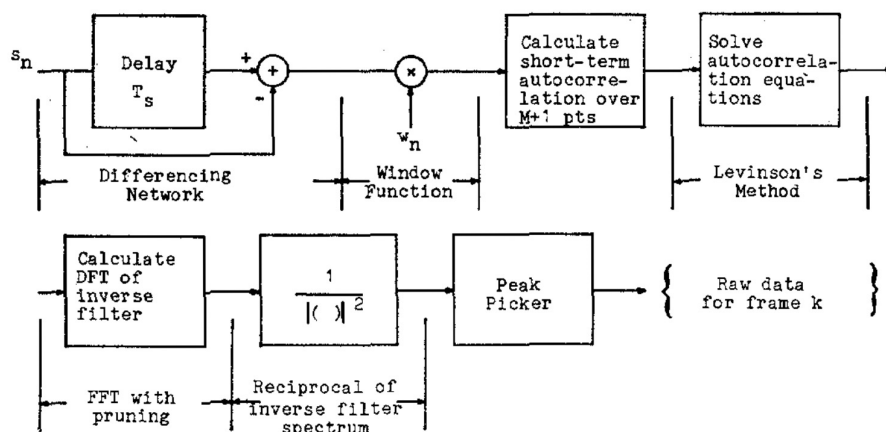 s_n
Delay
T_s
+
-
+
×
w_n
Calculate
short-term
autocorre-
lation over
M+1 pts
Solve
autocorrela-
tion equa-
tions
Differencing
Network
Window
Function
Levinson's
Method
Calculate
DFT of
inverse
filter
1
|( )|²
Peak
Picker
{ Raw data }
for frame k
FFT with
pruning
Reciprocal of
inverse filter
spectrum